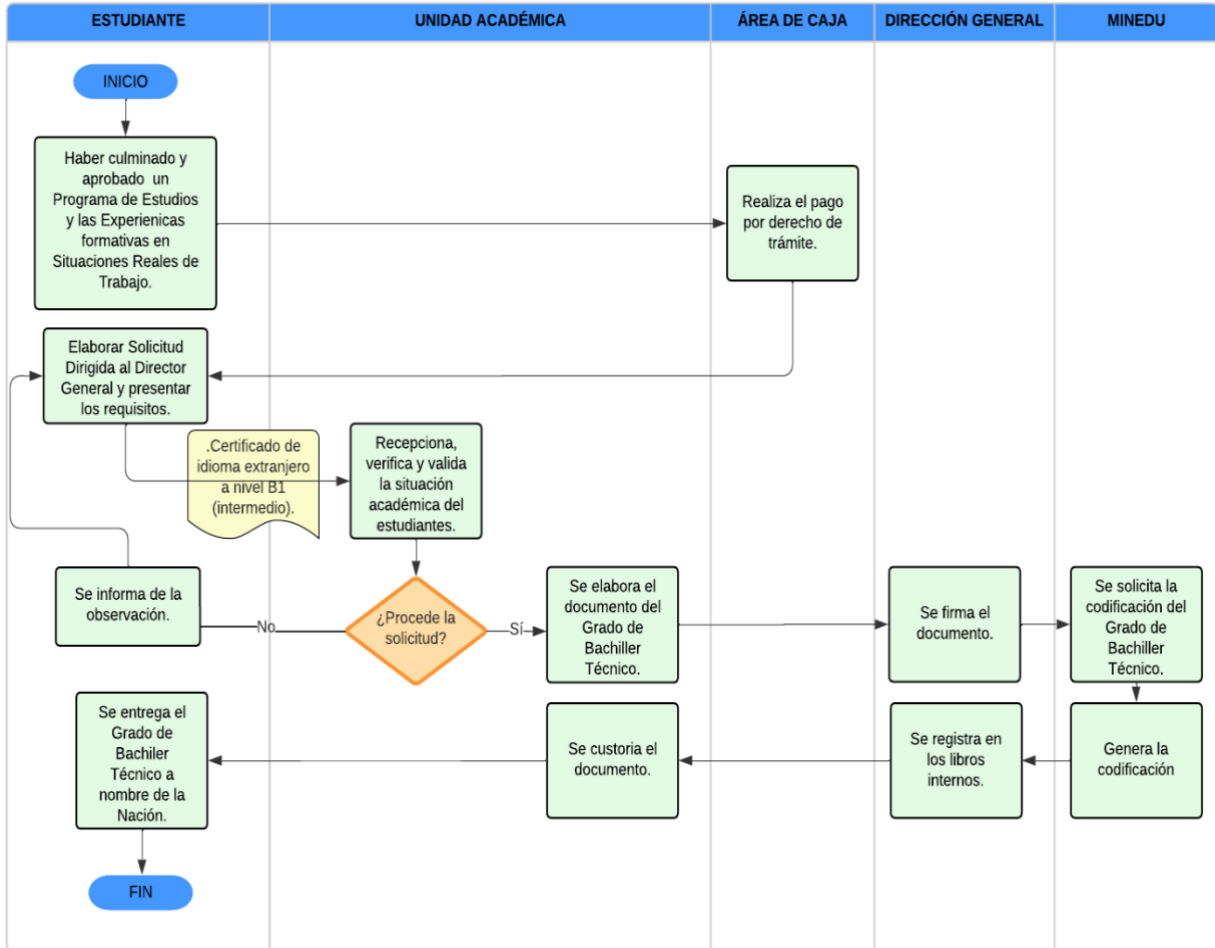 ESTUDIANTE
UNIDAD ACADÉMICA
ÁREA DE CAJA
DIRECCIÓN GENERAL
MINEDU
INICIO
Haber culminado y
aprobado un
Programa de Estudios
y las Experienicas
formativas en
Situaciones Reales de
Trabajo.
Realiza el pago
por derecho de
trámite.
Elaborar Solicitud
Dirigida al Director
General y presentar
los requisitos.
.Certificado de
idioma extranjero
a nivel B1
(intermedio).
Recepciona,
verifica y valida
la situación
académica del
estudiantes.
Se informa de la
observación.
No
¿Procede la
solicitud?
Sí
Se elabora el
documento del
Grado de
Bachiller
Técnico.
Se firma el
documento.
Se solicita la
codificación del
Grado de
Bachiller
Técnico.
Se entrega el
Grado de
Bachiler
Técnico a
nombre de la
Nación.
Se custoria el
documento.
Se registra en
los libros
internos.
Genera la
codificación
FIN